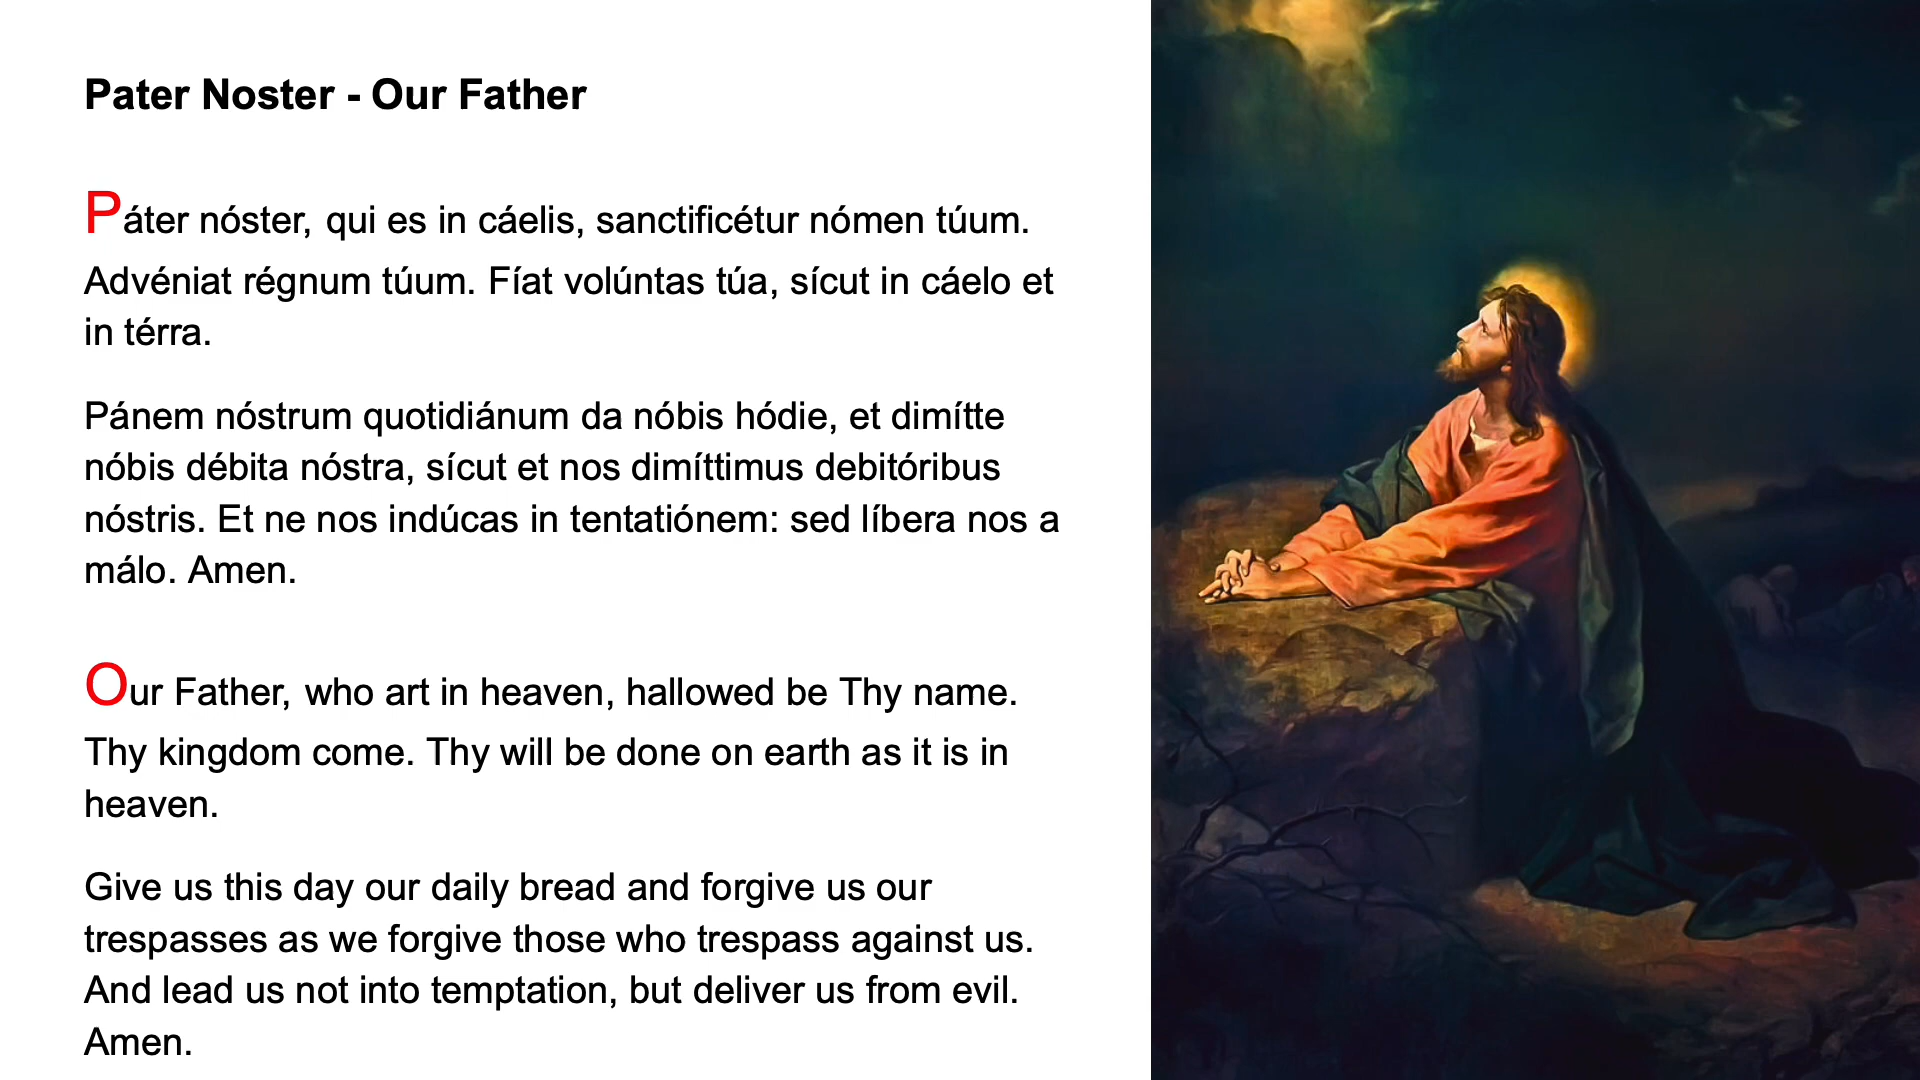 Pater Noster - Our Father
Páter nóster, qui es in cáelis, sanctificétur nómen túum.
Advéniat régnum túum. Fíat volúntas túa, sícut in cáelo et
in térra.
Pánem nóstrum quotidiánum da nóbis hódie, et dimítte
nóbis débita nóstra, sícut et nos dimíttimus debitóribus
nóstris. Et ne nos indúcas in tentatiónem: sed líbera nos a
málo. Amen.
Our Father, who art in heaven, hallowed be Thy name.
Thy kingdom come. Thy will be done on earth as it is in
heaven.
Give us this day our daily bread and forgive us our
trespasses as we forgive those who trespass against us.
And lead us not into temptation, but deliver us from evil.
Amen.